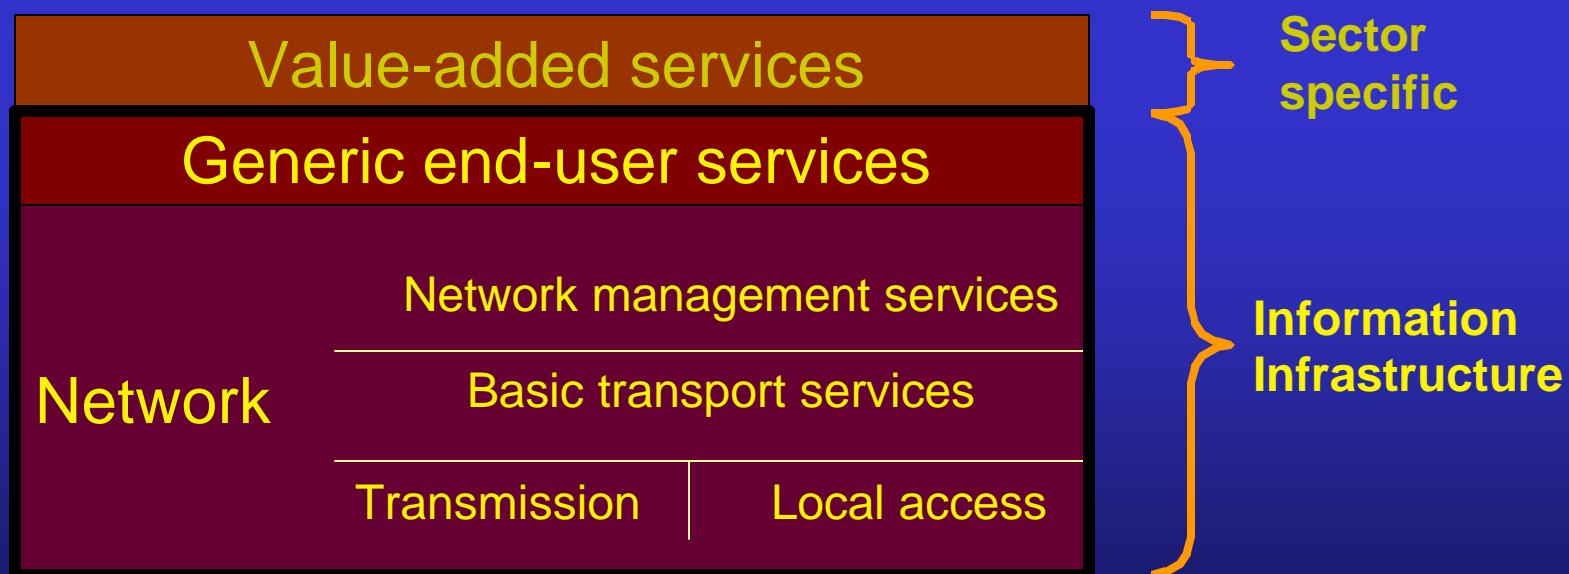 Value-added services
Sector
specific
Generic end-user services
Network management services
Network
Basic transport services
Transmission
Local access
Information
Infrastructure